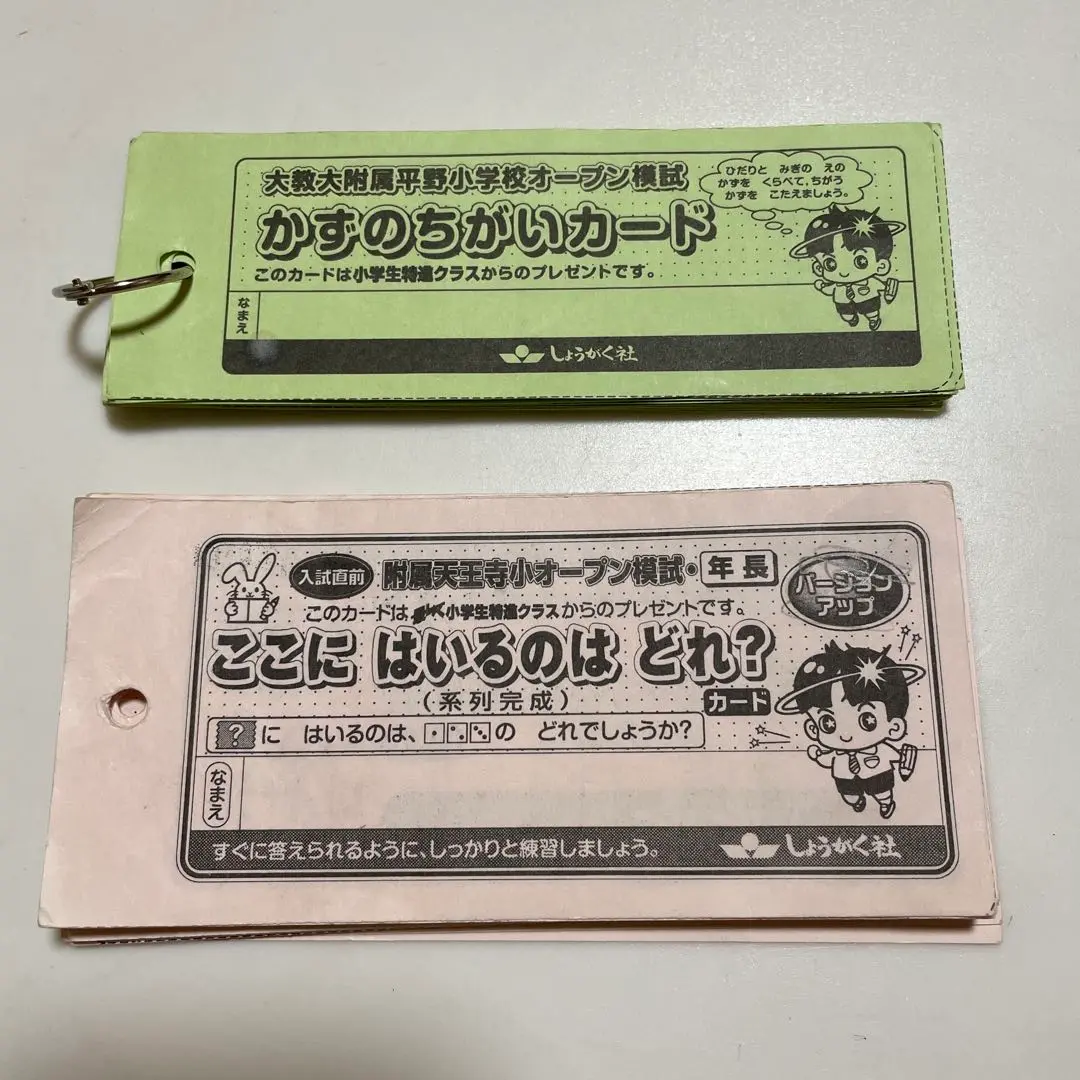 大教大附属平野小学校オープン模試
ひだりと みぎの えの
かずを くらべて、ちがう
かずを こたえましょう。
かずのちがいカード
このカードは小学生特進クラスからのプレゼントです。
なまえ
しょうがく社
入試直前 附属天王寺小オープン模試・年長
バージョン
アップ
このカードは 小学生特進クラスからのプレゼントです。
ここに はいるのは どれ?
(系列完成)
カード
?に はいるのは、の どれでしょうか?
なまえ
すぐに答えられるように、しっかりと練習しましょう。
しょうがく社